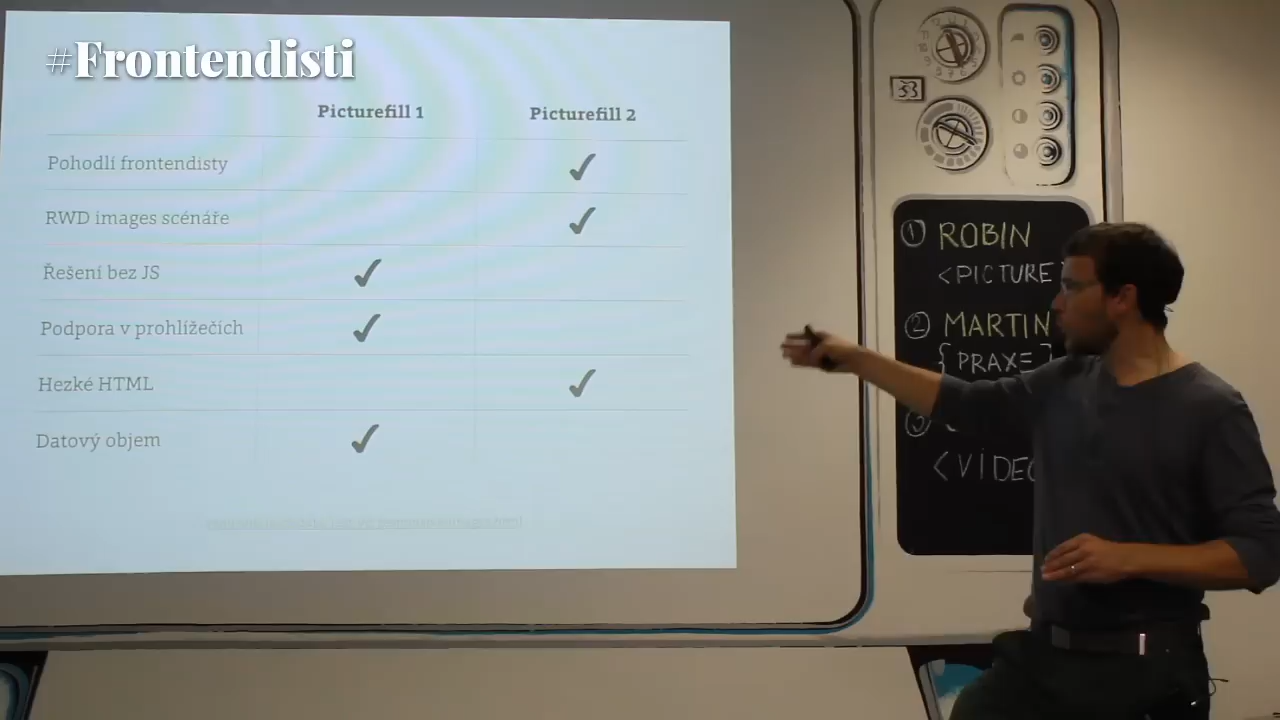 #Frontendisti
Picturefill 1 Picturefill 2
Pohodlí frontendisty ✓
RWD images scénáře ✓
Řešení bez JS ✓
Podpora v prohlížečích ✓
Hezké HTML ✓
Datový objem ✓
33
1 ROBIN
<PICTURE
2 MARTIN
{ PRAXE }
3
<VIDEO